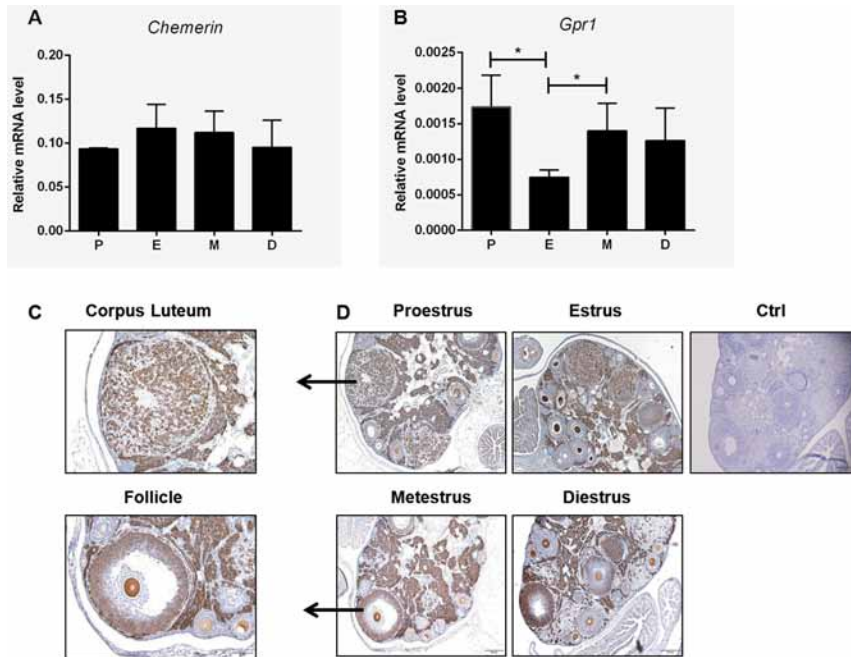 A
Chemerin
Relative mRNA level
0.20
0.15
0.10
0.05
0.00
P E M D
B
Gpr1
Relative mRNA level
0.0025
0.0020
0.0015
0.0010
0.0005
0.0000
* *
P E M D
C
Corpus Luteum
Follicle
D
Proestrus Estrus Ctrl
Metestrus Diestrus